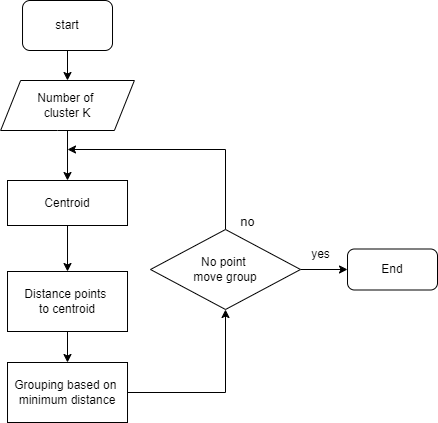 start
Number of
cluster K
Centroid
Distance points
to centroid
Grouping based on
minimum distance
No point
move group
no
yes
End